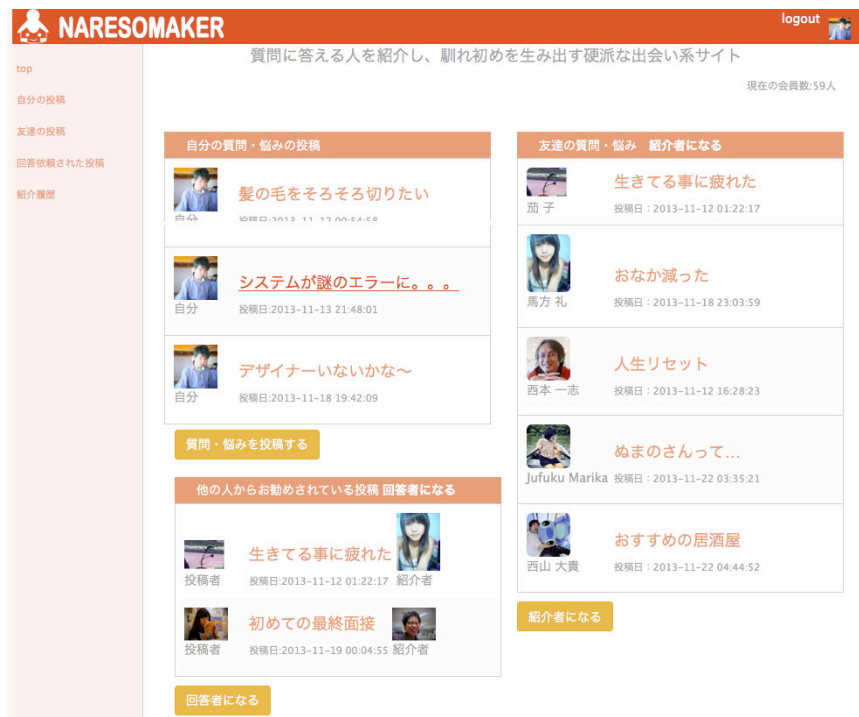 NARESOMAKER
logout
top
自分の投稿
友達の投稿
回答依頼された投稿
紹介履歴
質問に答える人を紹介し、馴れ初めを生み出す硬派な出会い系サイト
現在の会員数:59人
自分の質問・悩みの投稿
髪の毛をそろそろ切りたい
自分 投稿日:2013-11-12 00:54:58
システムが謎のエラーに。。。
自分 投稿日:2013-11-13 21:48:01
デザイナーいないかな〜
自分 投稿日:2013-11-18 19:42:09
質問・悩みを投稿する
他の人からお勧めされている投稿 回答者になる
生きてる事に疲れた
投稿者 投稿日:2013-11-12 01:22:17 紹介者
初めての最終面接
投稿者 投稿日:2013-11-19 00:04:55 紹介者
回答者になる
友達の質問・悩み 紹介者になる
生きてる事に疲れた
茄 子 投稿日：2013-11-12 01:22:17
おなか減った
馬方 礼 投稿日：2013-11-18 23:03:59
人生リセット
西本 一志 投稿日：2013-11-12 16:28:23
ぬまのさんって…
Jufuku Marika 投稿日：2013-11-22 03:35:21
おすすめの居酒屋
西山 大貴 投稿日：2013-11-22 04:44:52
紹介者になる